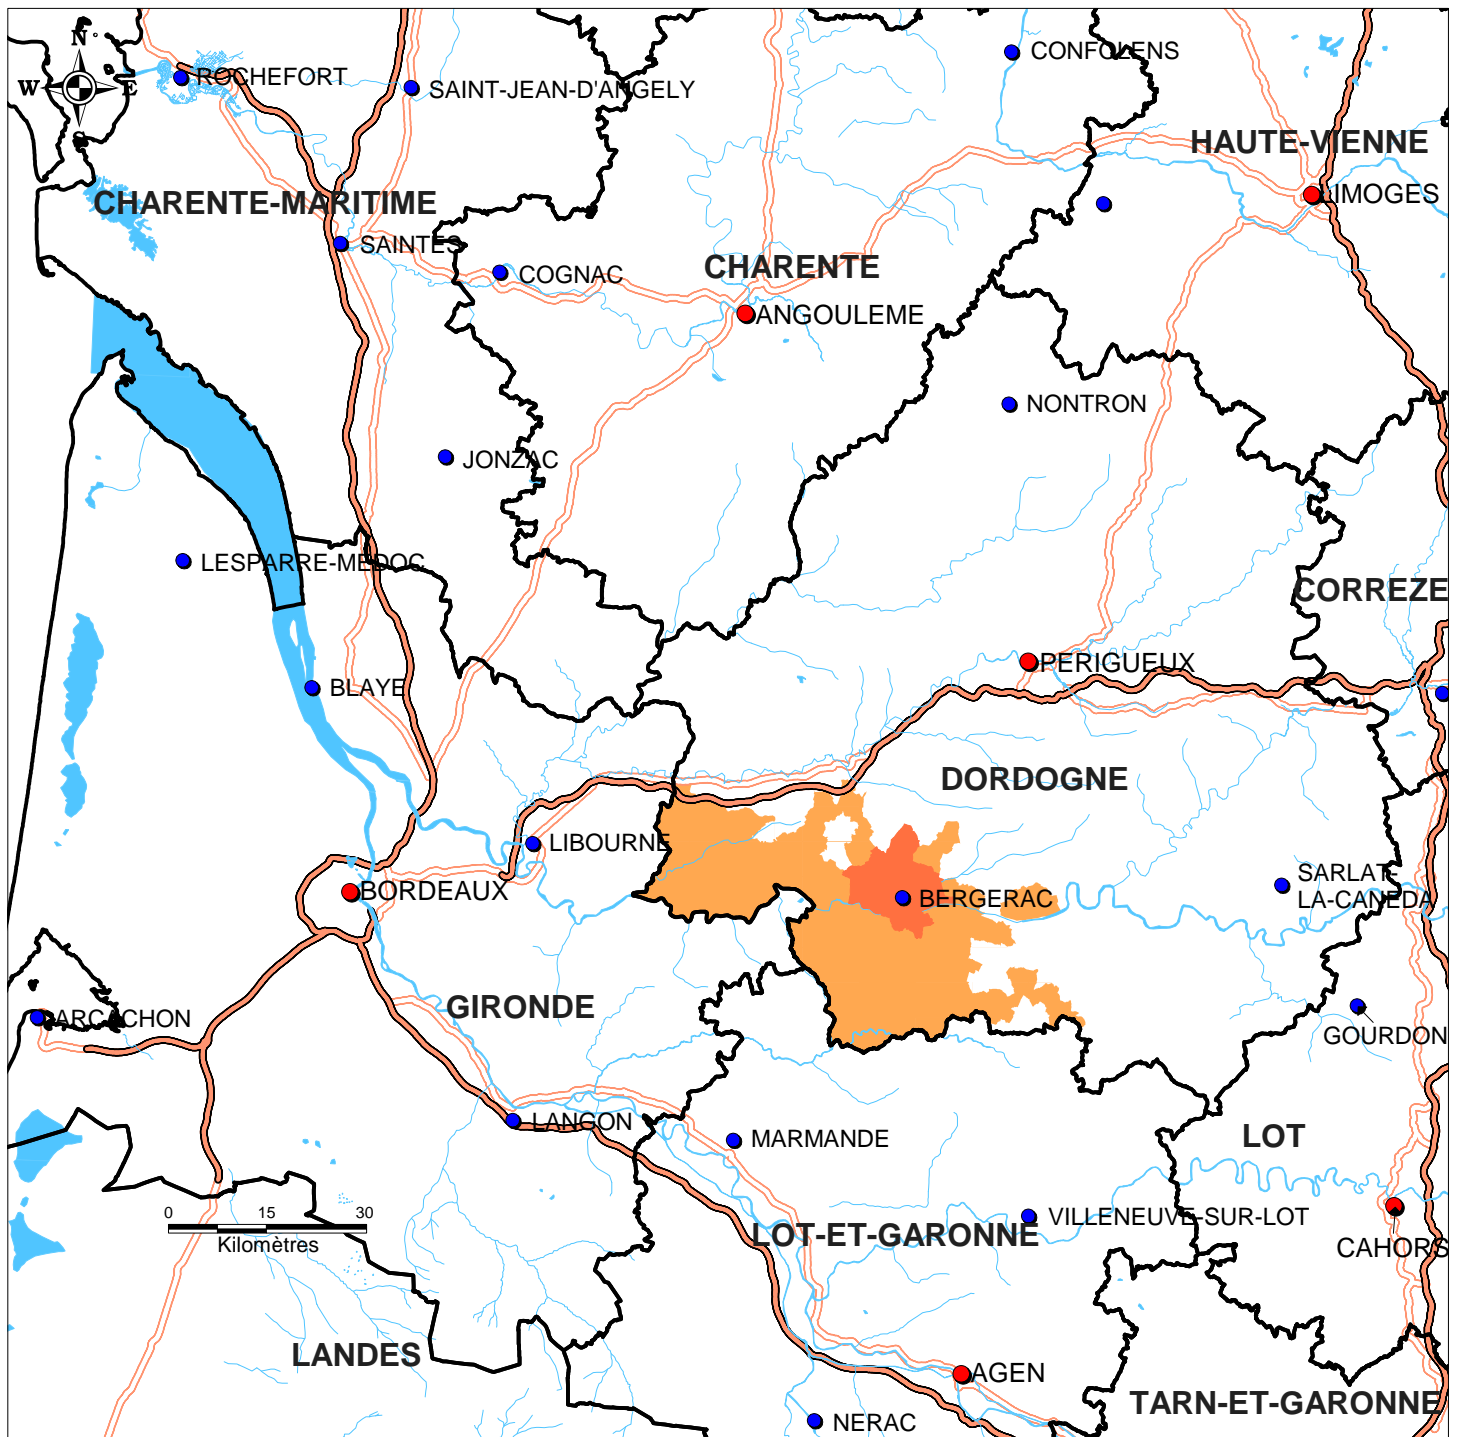 N
CONFOLENS
ROCHEFORT
W
E
SAINT-JEAN-D'ANGELY
S
HAUTE-VIENNE
LIMOGES
CHARENTE-MARITIME
SAINTES
CHARENTE
COGNAC
ANGOULEME
NONTRON
JONZAC
LESPARRE-MEDOC
CORREZE
PERIGUEUX
BLAYE
DORDOGNE
LIBOURNE
SARLAT-
LA-CANEDA
BORDEAUX
BERGERAC
GIRONDE
ARCACHON
GOURDON
LANGON
MARMANDE
LOT
0 15 30
Kilomètres
VILLENEUVE-SUR-LOT
LOT-ET-GARONNE
CAHORS
LANDES
AGEN
TARN-ET-GARONNE
NERAC